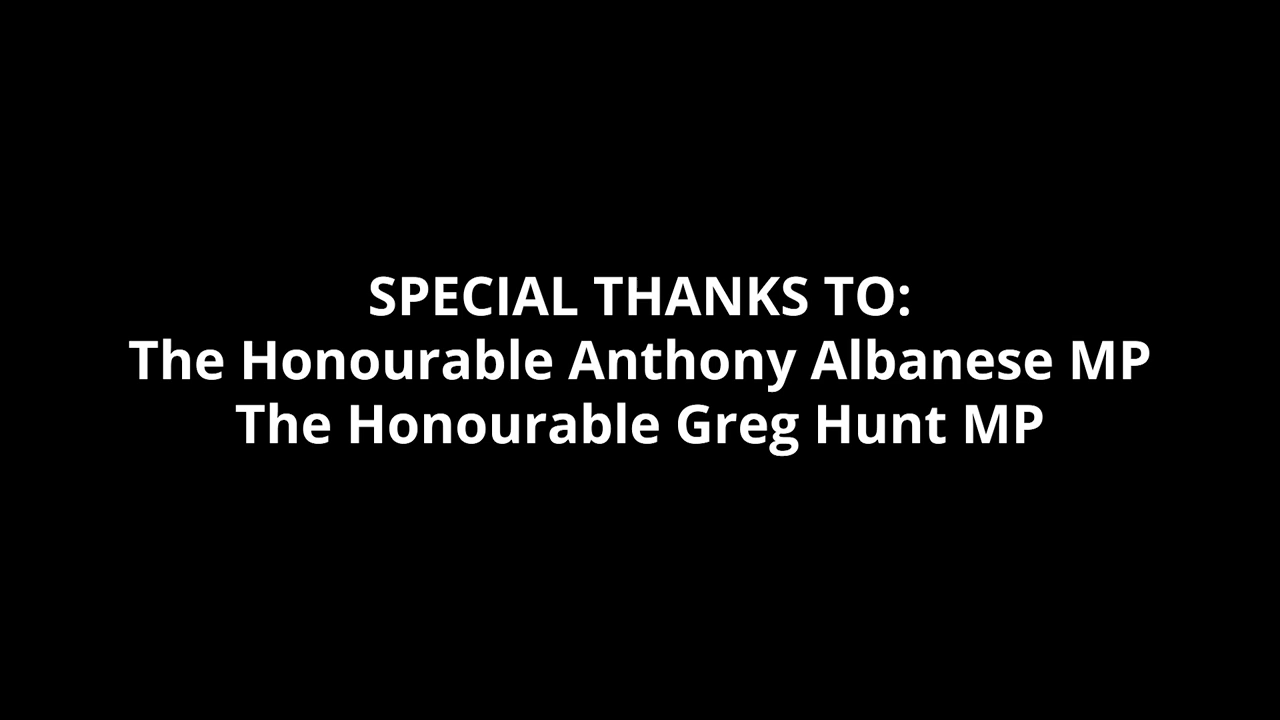 SPECIAL THANKS TO:
The Honourable Anthony Albanese MP
The Honourable Greg Hunt MP